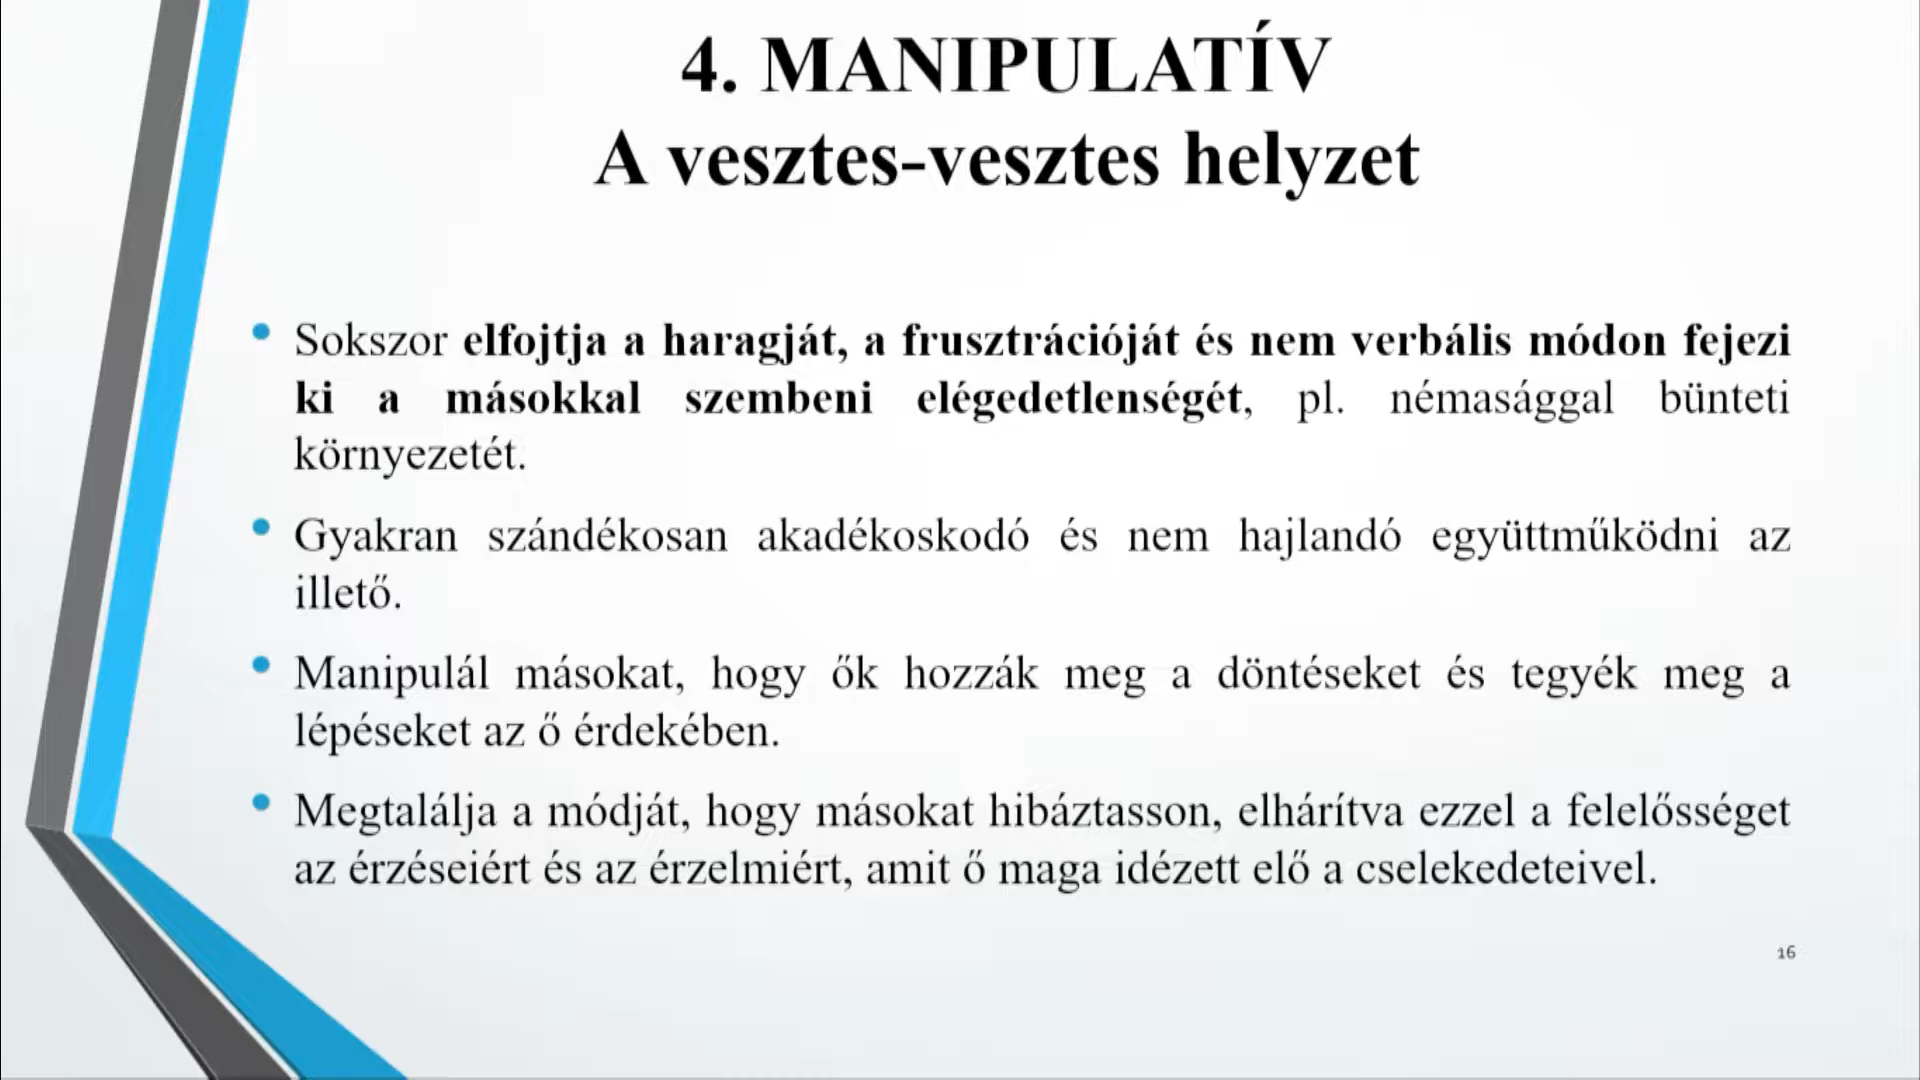 4. MANIPULATÍV
A vesztes-vesztes helyzet
• Sokszor elfojtja a haragját, a frusztrációját és nem verbális módon fejezi
ki a másokkal szembeni elégedetlenségét, pl. némasággal bünteti
környezetét.
• Gyakran szándékosan akadékoskodó és nem hajlandó együttműködni az
illető.
• Manipulál másokat, hogy ők hozzák meg a döntéseket és tegyék meg a
lépéseket az ő érdekében.
• Megtalálja a módját, hogy másokat hibáztasson, elhárítva ezzel a felelősséget
az érzéseiért és az érzelmiért, amit ő maga idézett elő a cselekedeteivel.
16